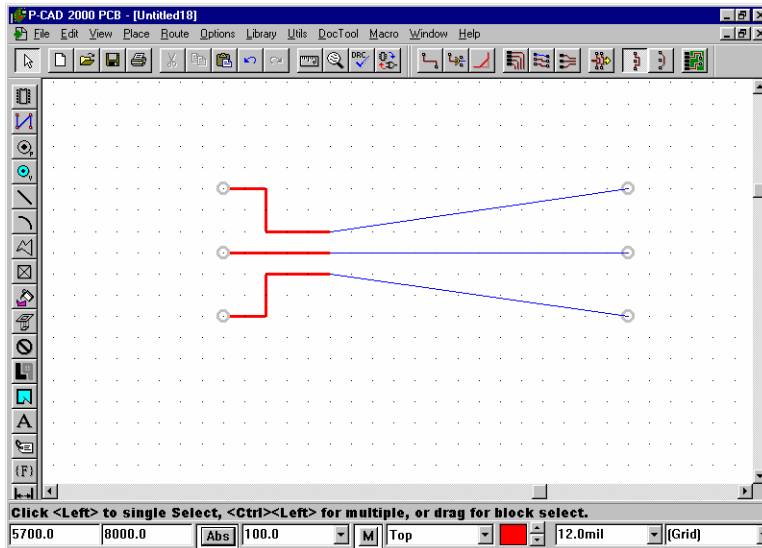 P-CAD 2000 PCB - [Untitled18]
File Edit View Place Route Options Library Utils DocTool Macro Window Help
DRC
P
V
A
{F}
Click <Left> to single Select, <Ctrl><Left> for multiple, or drag for block select.
5700.0 8000.0 Abs 100.0 M Top 12.0mil (Grid)